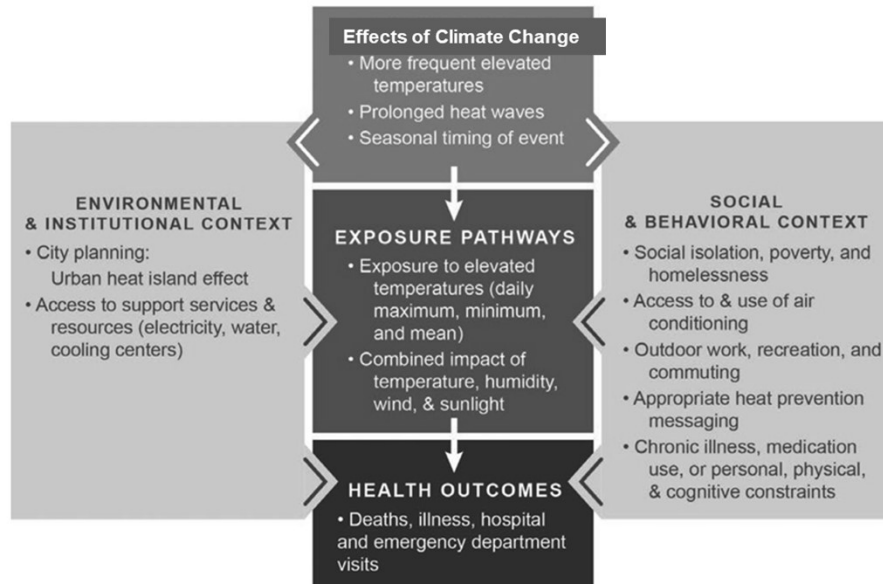 Effects of Climate Change
• More frequent elevated
temperatures
• Prolonged heat waves
• Seasonal timing of event
ENVIRONMENTAL
& INSTITUTIONAL CONTEXT
• City planning:
Urban heat island effect
• Access to support services &
resources (electricity, water,
cooling centers)
EXPOSURE PATHWAYS
• Exposure to elevated
temperatures (daily
maximum, minimum,
and mean)
• Combined impact of
temperature, humidity,
wind, & sunlight
SOCIAL
& BEHAVIORAL CONTEXT
• Social isolation, poverty, and
homelessness
• Access to & use of air
conditioning
• Outdoor work, recreation, and
commuting
• Appropriate heat prevention
messaging
• Chronic illness, medication
use, or personal, physical,
& cognitive constraints
HEALTH OUTCOMES
• Deaths, illness, hospital
and emergency department
visits